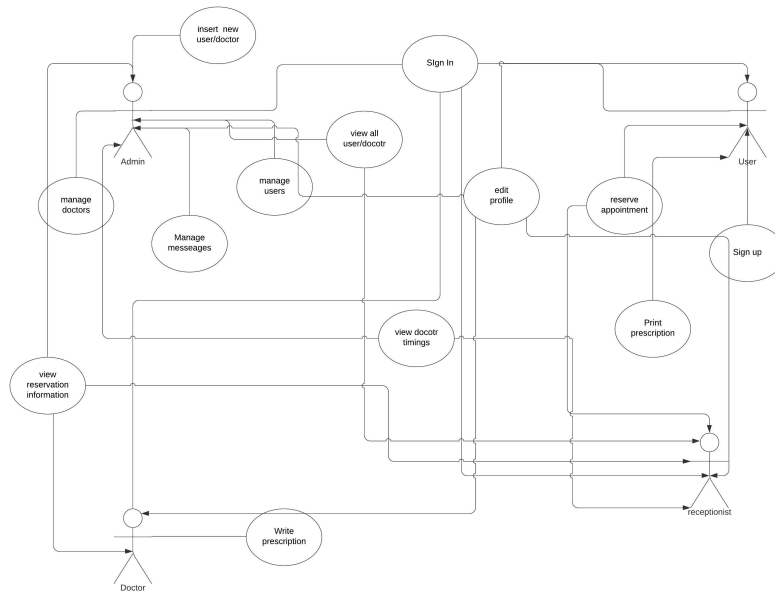 insert new
user/doctor
SIgn In
view all
user/docotr
Admin
User
manage
users
edit
profile
manage
doctors
reserve
appointment
Manage
messeages
Sign up
view docotr
timings
Print
prescription
view
reservation
information
receptionist
Write
prescription
Doctor